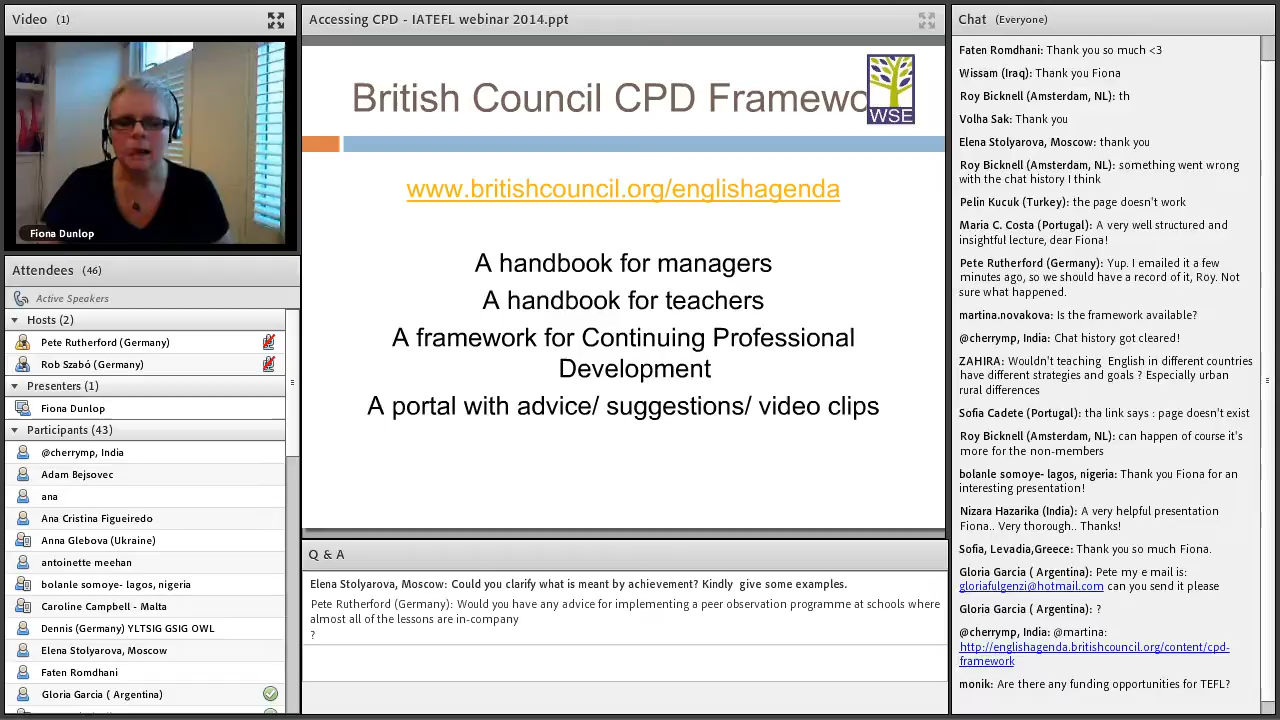 Video (1)
Fiona Dunlop
Attendees (46)
Active Speakers
Hosts (2)
Pete Rutherford (Germany)
Rob Szabó (Germany)
Presenters (1)
Fiona Dunlop
Participants (43)
@cherrymp, India
Adam Bejsovec
ana
Ana Cristina Figueiredo
Anna Glebova (Ukraine)
antoinette meehan
bolanle somoye- lagos, nigeria
Caroline Campbell - Malta
Dennis (Germany) YLTSIG GSIG OWL
Elena Stolyarova, Moscow
Faten Romdhani
Gloria Garcia ( Argentina)
Accessing CPD - IATEFL webinar 2014.ppt
British Council CPD Framewo
WSE
www.britishcouncil.org/englishagenda
A handbook for managers
A handbook for teachers
A framework for Continuing Professional
Development
A portal with advice/ suggestions/ video clips
Q & A
Elena Stolyarova, Moscow: Could you clarify what is meant by achievement? Kindly give some examples.
Pete Rutherford (Germany): Would you have any advice for implementing a peer observation programme at schools where
almost all of the lessons are in-company
?
Chat (Everyone)
Faten Romdhani: Thank you so much <3
Wissam (Iraq): Thank you Fiona
Roy Bicknell (Amsterdam, NL): th
Volha Sak: Thank you
Elena Stolyarova, Moscow: thank you
Roy Bicknell (Amsterdam, NL): something went wrong
with the chat history I think
Pelin Kucuk (Turkey): the page doesn't work
Maria C. Costa (Portugal): A very well structured and
insightful lecture, dear Fiona!
Pete Rutherford (Germany): Yup. I emailed it a few
minutes ago, so we should have a record of it, Roy. Not
sure what happened.
martina.novakova: Is the framework available?
@cherrymp, India: Chat history got cleared!
ZAHIRA: Wouldn't teaching English in different countries
have different strategies and goals ? Especially urban
rural differences
Sofia Cadete (Portugal): tha link says : page doesn't exist
Roy Bicknell (Amsterdam, NL): can happen of course it's
more for the non-members
bolanle somoye- lagos, nigeria: Thank you Fiona for an
interesting presentation!
Nizara Hazarika (India): A very helpful presentation
Fiona.. Very thorough.. Thanks!
Sofia, Levadia,Greece: Thank you so much Fiona.
Gloria Garcia ( Argentina): Pete my e mail is:
gloriafulgenzi@hotmail.com can you send it please
Gloria Garcia ( Argentina): ?
@cherrymp, India: @martina:
http://englishagenda.britishcouncil.org/content/cpd-
framework
monik: Are there any funding opportunities for TEFL?